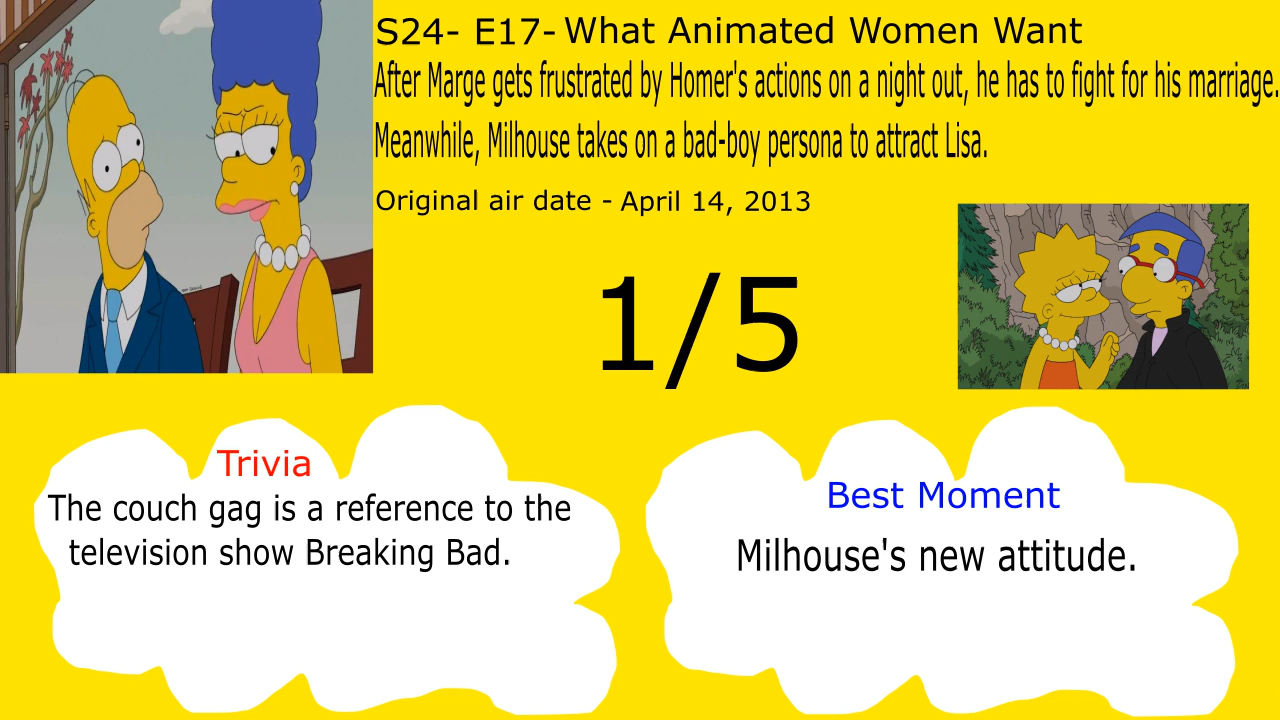 S24- E17- What Animated Women Want
After Marge gets frustrated by Homer's actions on a night out, he has to fight for his marriage.
Meanwhile, Milhouse takes on a bad-boy persona to attract Lisa.
Original air date - April 14, 2013
1/5
Trivia
The couch gag is a reference to the
television show Breaking Bad.
Best Moment
Milhouse's new attitude.